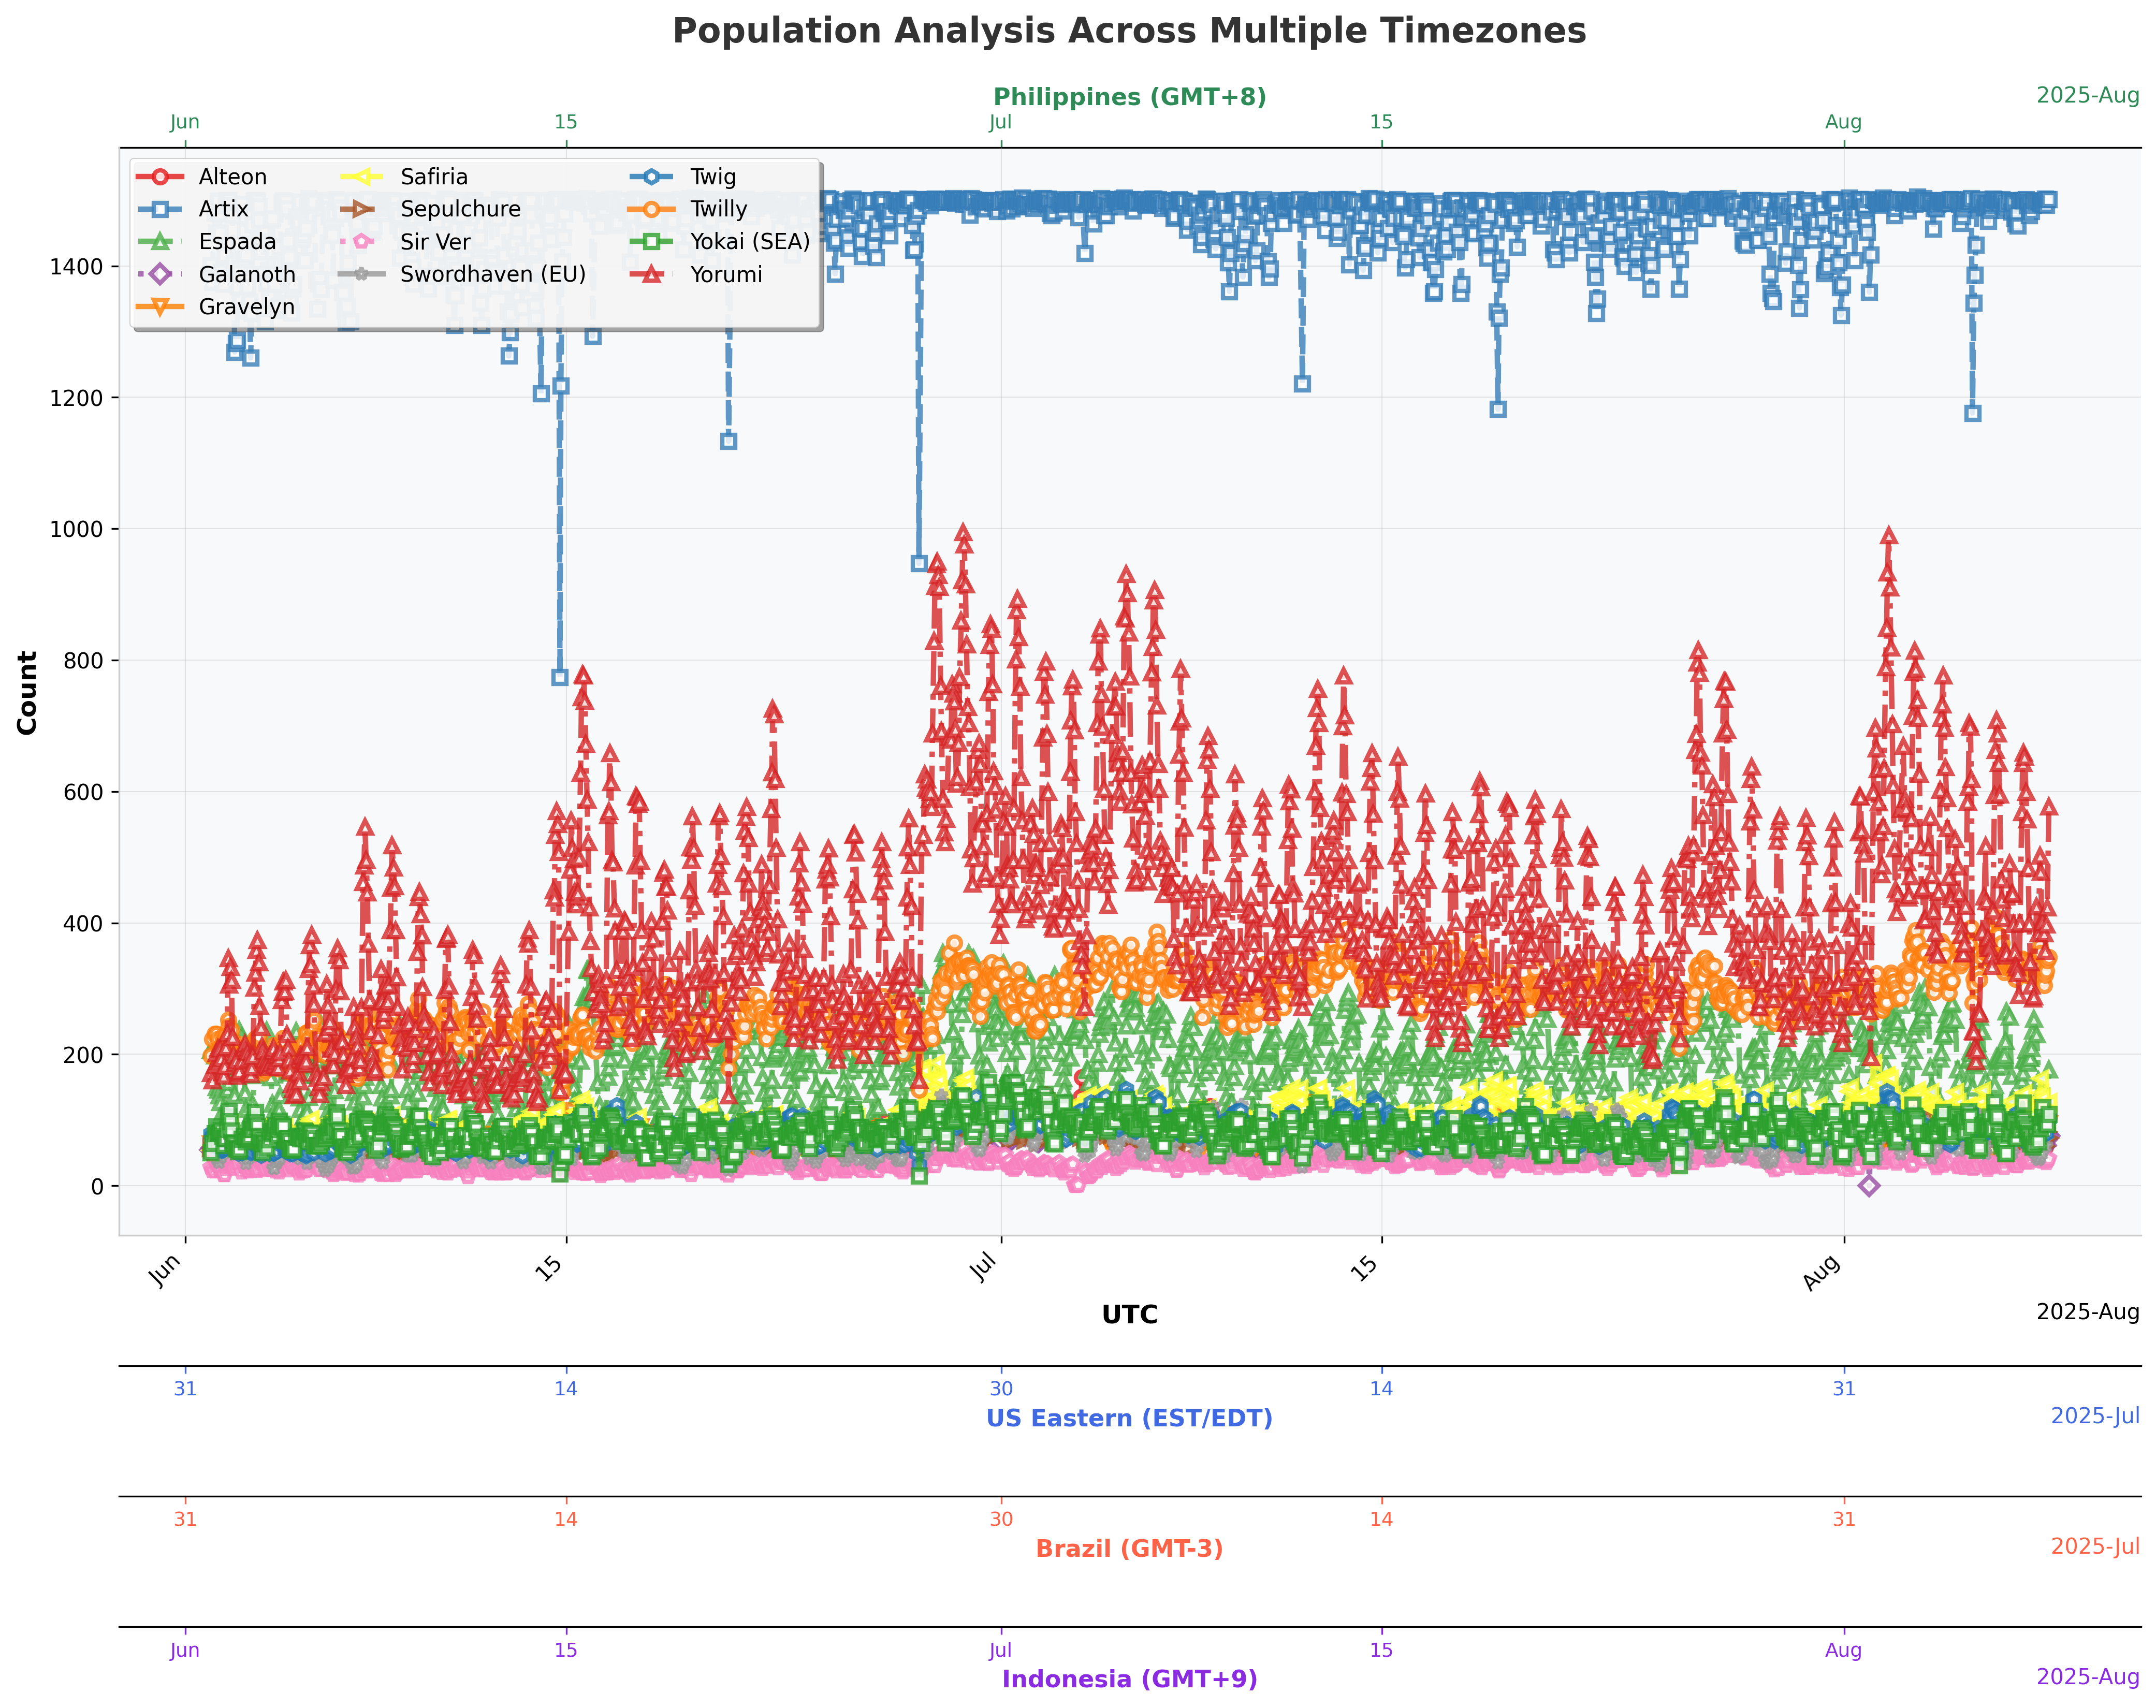 Population Analysis Across Multiple Timezones
Philippines (GMT+8)
2025-Aug
Jun 15 Jul 15 Aug
Alteon Safiria Twig
Artix Sepulchure Twilly
Espada Sir Ver Yokai (SEA)
Galanoth Swordhaven (EU) Yorumi
Gravelyn
1400
1200
1000
800
600
400
200
0
Count
Jun 15 Jul 15 Aug
UTC
2025-Aug
31 14 30 14 31
US Eastern (EST/EDT)
2025-Jul
31 14 30 14 31
Brazil (GMT-3)
2025-Jul
Jun 15 Jul 15 Aug
Indonesia (GMT+9)
2025-Aug